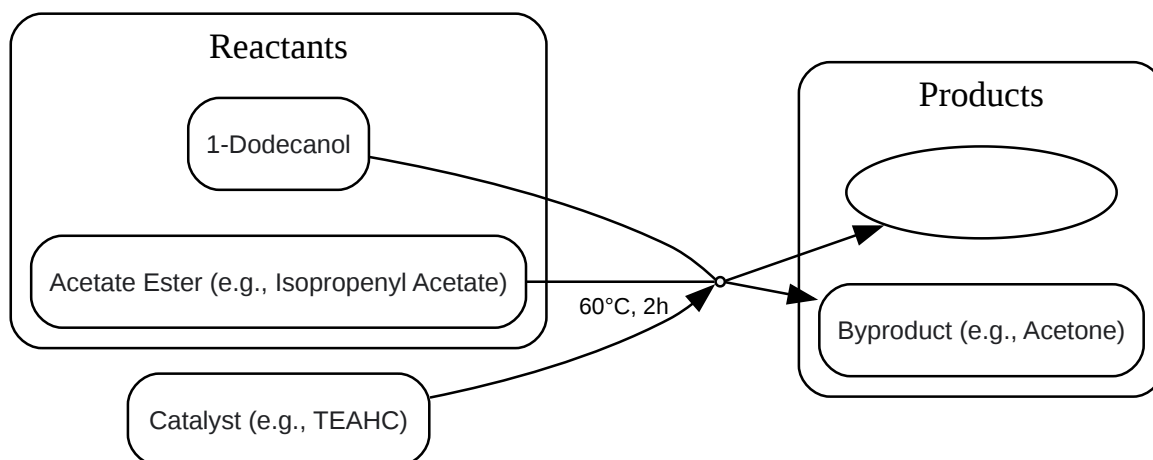 Reactants
Products
1-Dodecanol
Acetate Ester (e.g., Isopropenyl Acetate)
60°C, 2h
Byproduct (e.g., Acetone)
Catalyst (e.g., TEAHC)